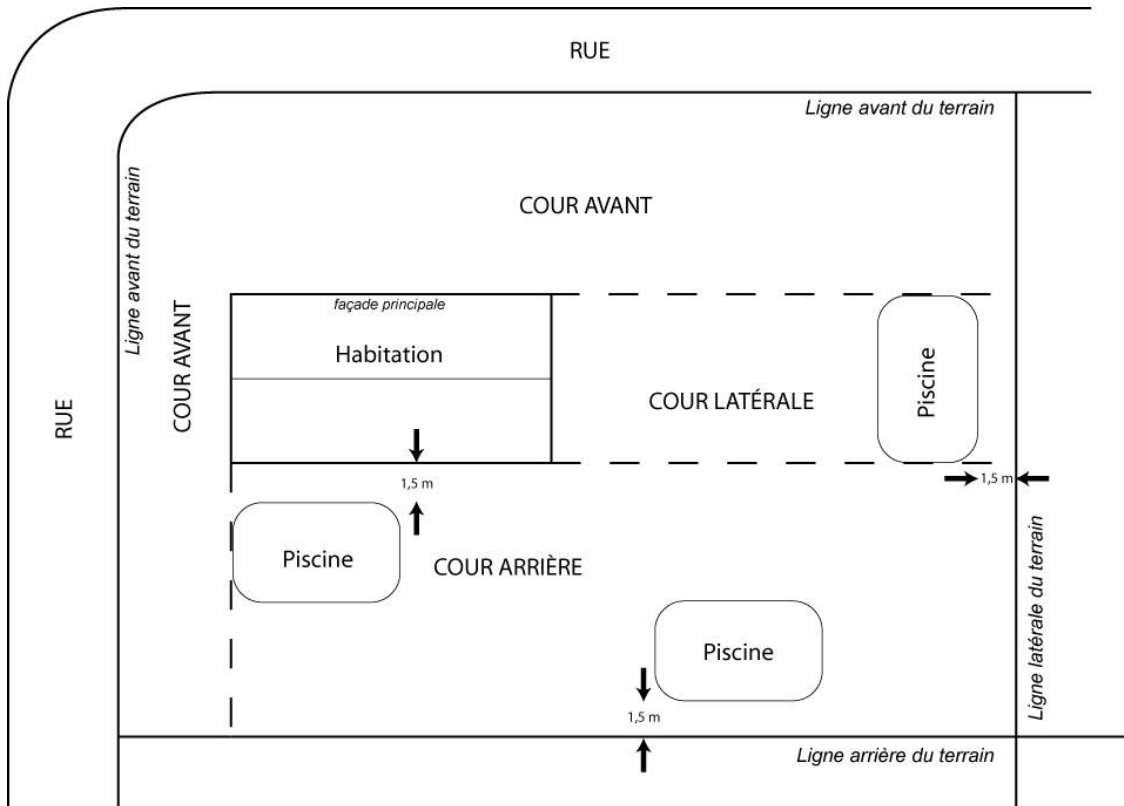 RUE
Ligne avant du terrain
COUR AVANT
Ligne avant du terrain
COUR AVANT
RUE
façade principale
Habitation
COUR LATÉRALE
Piscine
1,5 m
1,5 m
Piscine
COUR ARRIÈRE
Piscine
1,5 m
Ligne latérale du terrain
Ligne arrière du terrain